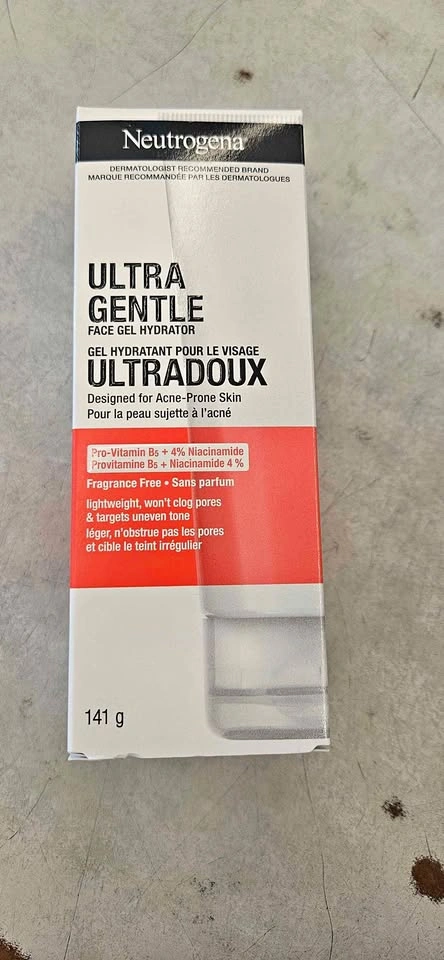 Neutrogena
DERMATOLOGIST RECOMMENDED BRAND
MARQUE RECOMMANDÉE PAR LES DERMATOLOGUES
ULTRA
GENTLE
FACE GEL HYDRATOR
GEL HYDRATANT POUR LE VISAGE
ULTRADOUX
Designed for Acne-Prone Skin
Pour la peau sujette à l'acné
Pro-Vitamin B₅ + 4% Niacinamide
Provitamine B₅ + Niacinamide 4 %
Fragrance Free • Sans parfum
lightweight, won't clog pores
& targets uneven tone
léger, n'obstrue pas les pores
et cible le teint irrégulier
141 g